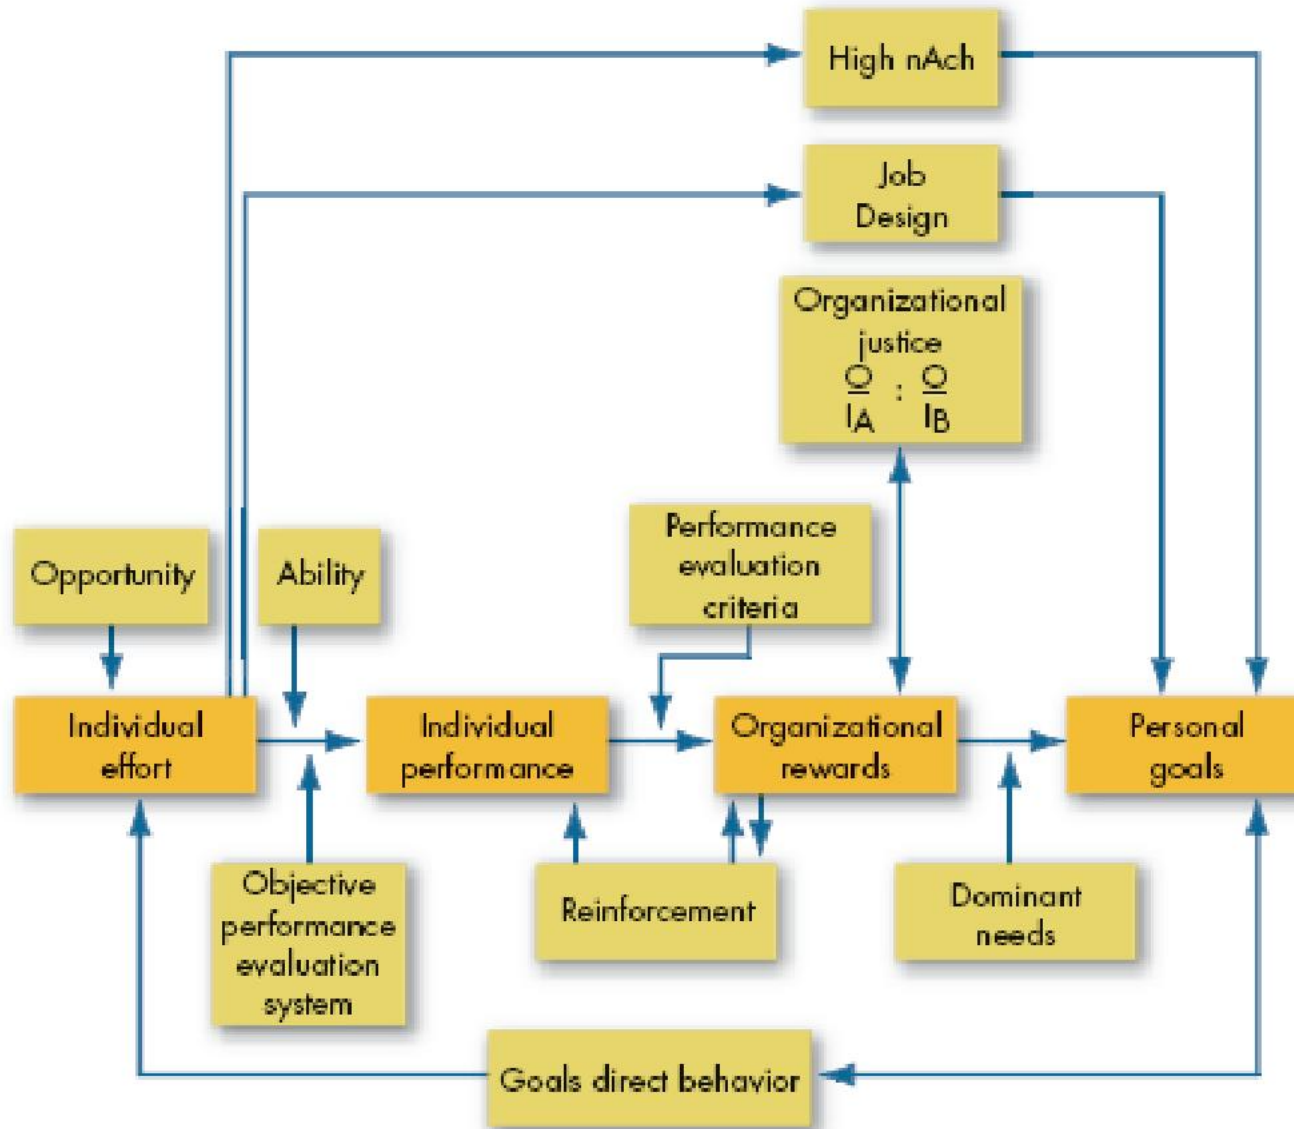 High nAch
Job
Design
Organizational
justice
O : O
IA IB
Performance
evaluation
criteria
Opportunity
Ability
Individual
effort
Individual
performance
Organizational
rewards
Personal
goals
Objective
performance
evaluation
system
Reinforcement
Dominant
needs
Goals direct behavior